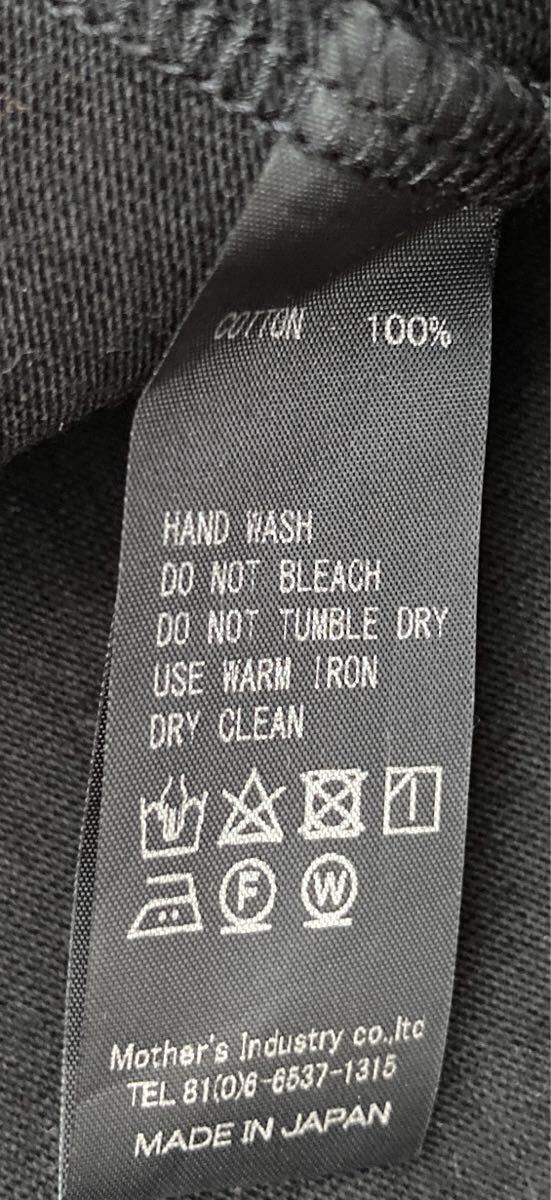 COTTON 100%
HAND WASH
DO NOT BLEACH
DO NOT TUMBLE DRY
USE WARM IRON
DRY CLEAN
F W
Mother's Industry co.,ltd
TEL 81(0)6-6537-1315
MADE IN JAPAN